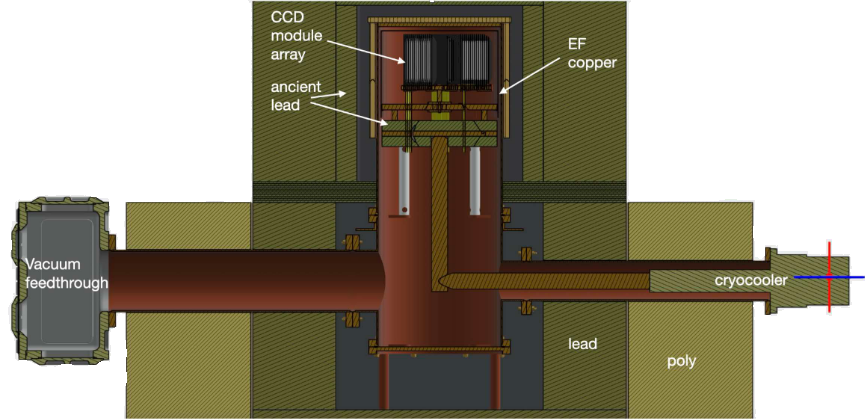 CCD
module
array
EF
copper
ancient
lead
Vacuum
feedthrough
cryocooler
lead
poly